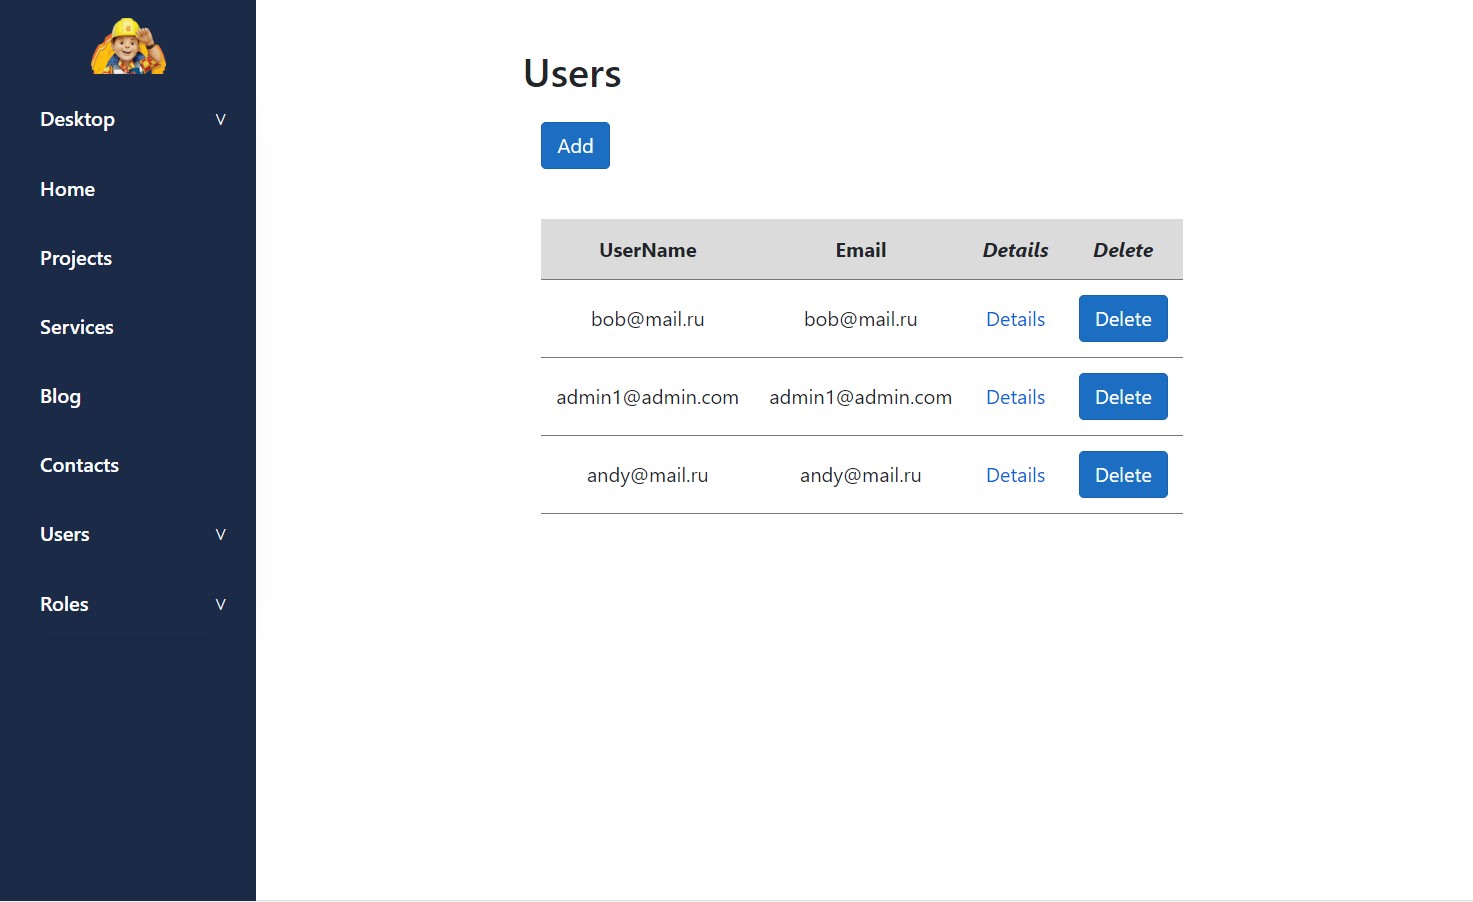 Desktop V
Home
Projects
Services
Blog
Contacts
Users V
Roles V
Users
Add
UserName Email Details Delete
bob@mail.ru bob@mail.ru Details Delete
admin1@admin.com admin1@admin.com Details Delete
andy@mail.ru andy@mail.ru Details Delete